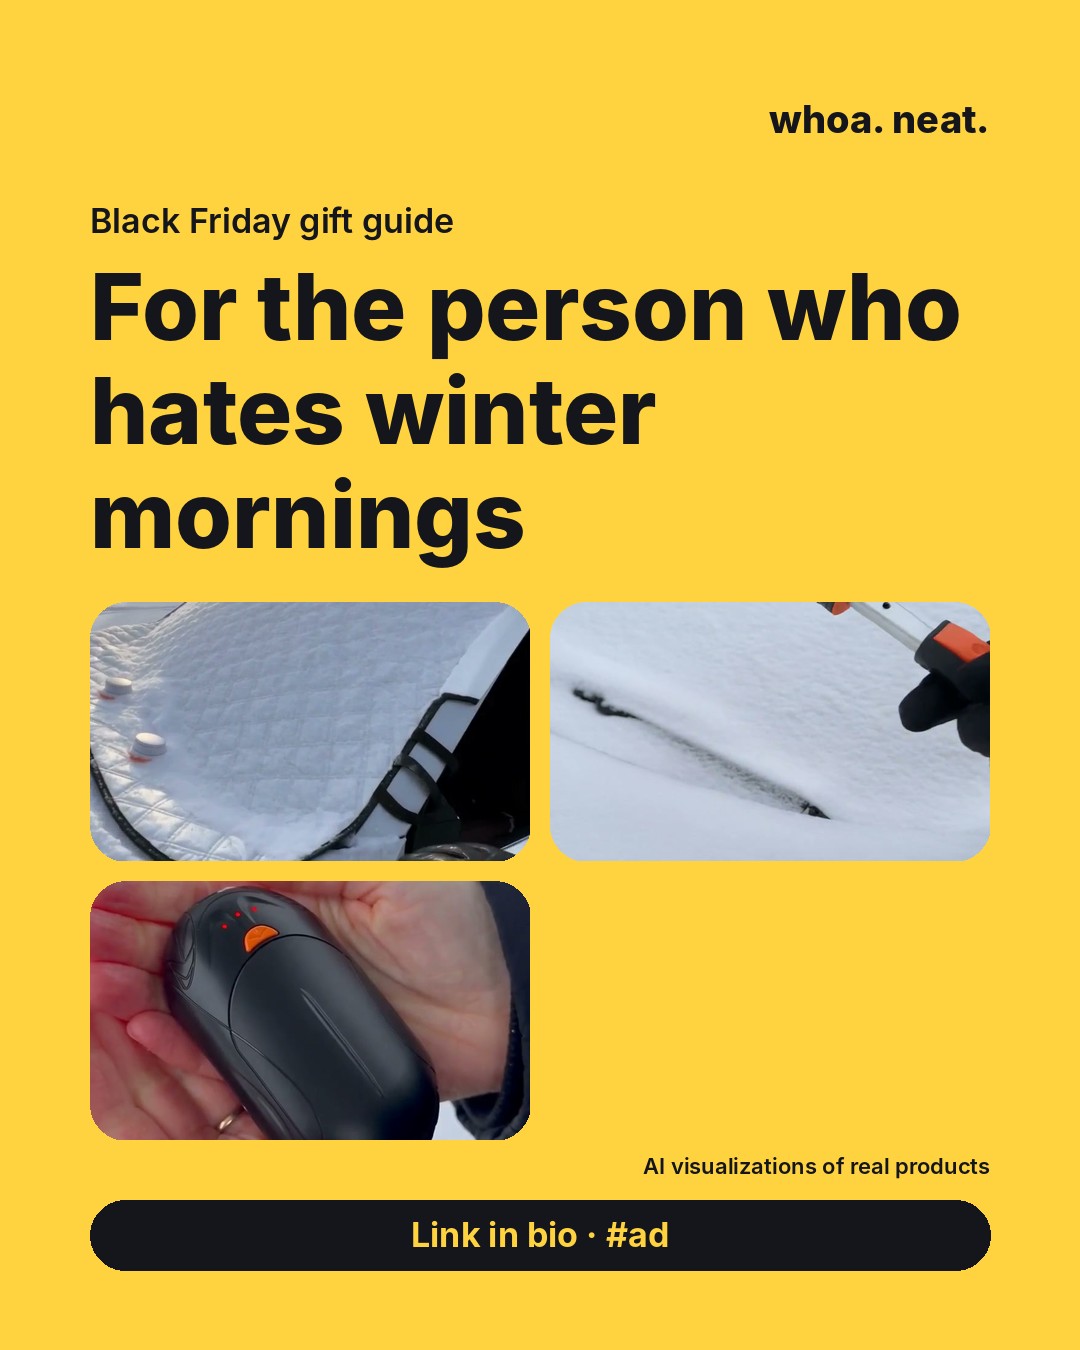 whoa. neat.
Black Friday gift guide
For the person who
hates winter
mornings
AI visualizations of real products
Link in bio · #ad